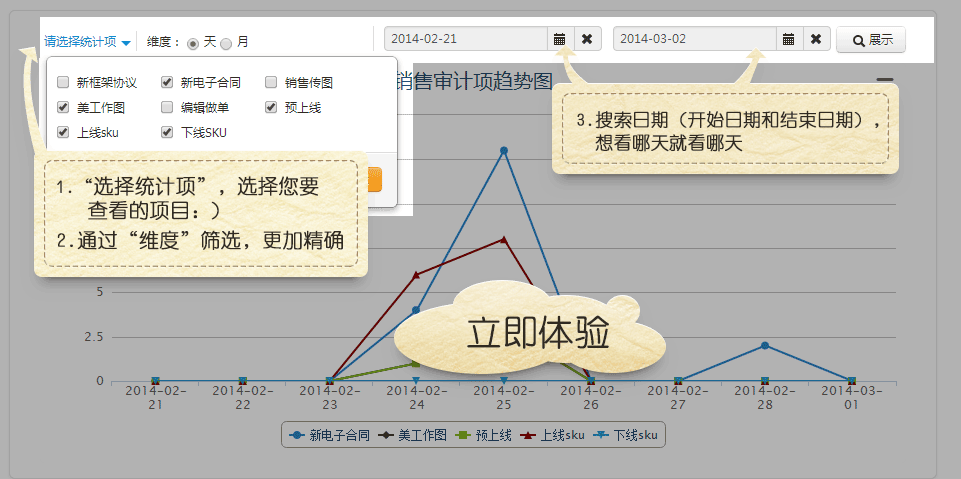 请选择统计项 维度： 天 月 2014-02-21 2014-03-02 展示
新框架协议 新电子合同 销售传图
美工作图 编辑做单 预上线
上线sku 下线SKU
销售审计项趋势图
3.搜索日期（开始日期和结束日期），
想看哪天就看哪天
1.“选择统计项”，选择您要
查看的项目：）
2.通过“维度”筛选，更加精确
立即体验
5
2.5
0
2014-02-21 2014-02-22 2014-02-23 2014-02-24 2014-02-25 2014-02-26 2014-02-27 2014-02-28 2014-03-01
新电子合同 美工作图 预上线 上线sku 下线sku